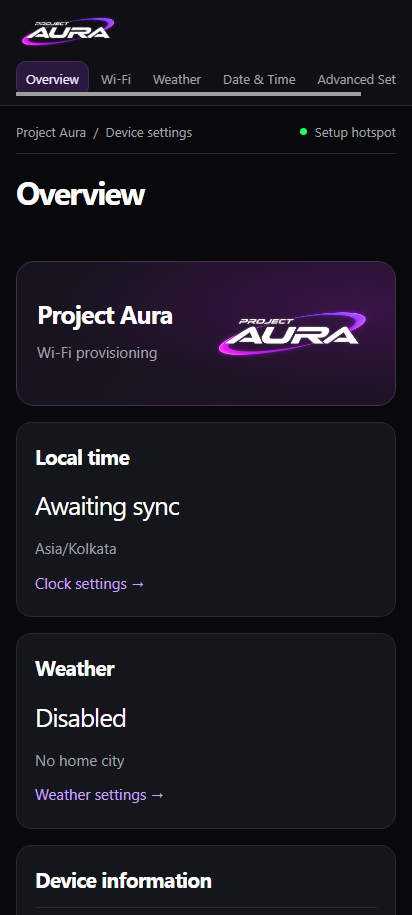 PROJECT
AURA
Overview Wi-Fi Weather Date & Time Advanced Set
Project Aura / Device settings Setup hotspot
Overview
Project Aura
Wi-Fi provisioning
PROJECT
AURA
Local time
Awaiting sync
Asia/Kolkata
Clock settings →
Weather
Disabled
No home city
Weather settings →
Device information